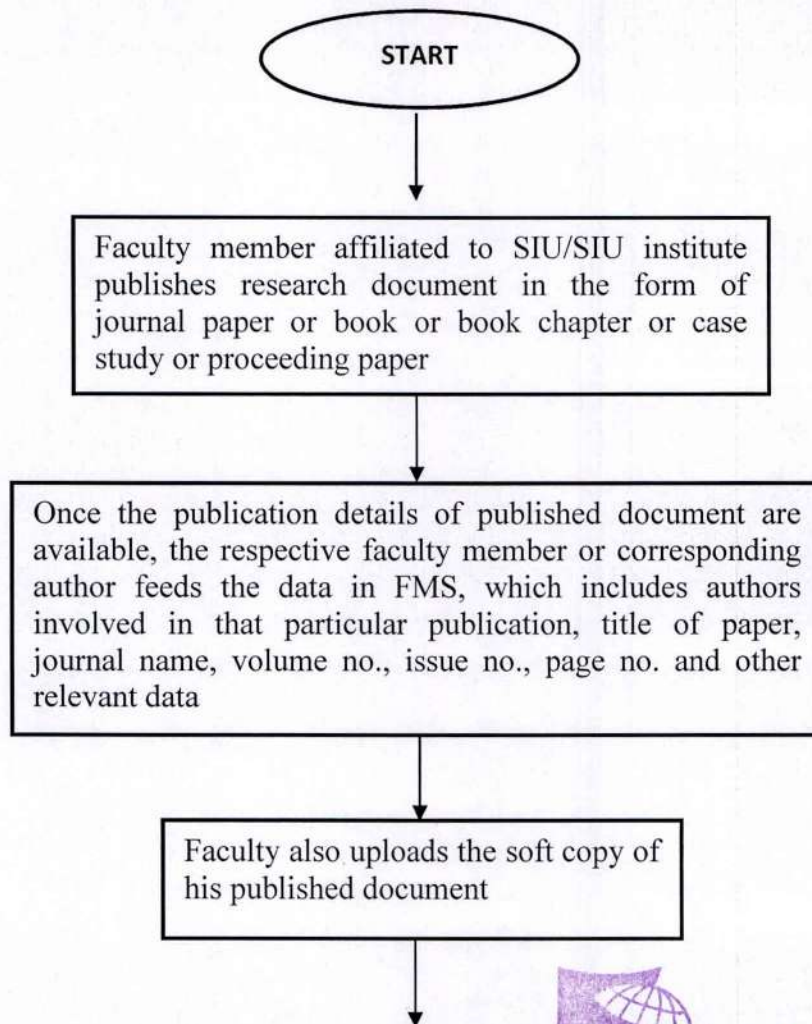 START
Faculty member affiliated to SIU/SIU institute
publishes research document in the form of
journal paper or book or book chapter or case
study or proceeding paper
Once the publication details of published document are
available, the respective faculty member or corresponding
author feeds the data in FMS, which includes authors
involved in that particular publication, title of paper,
journal name, volume no., issue no., page no. and other
relevant data
Faculty also uploads the soft copy of
his published document